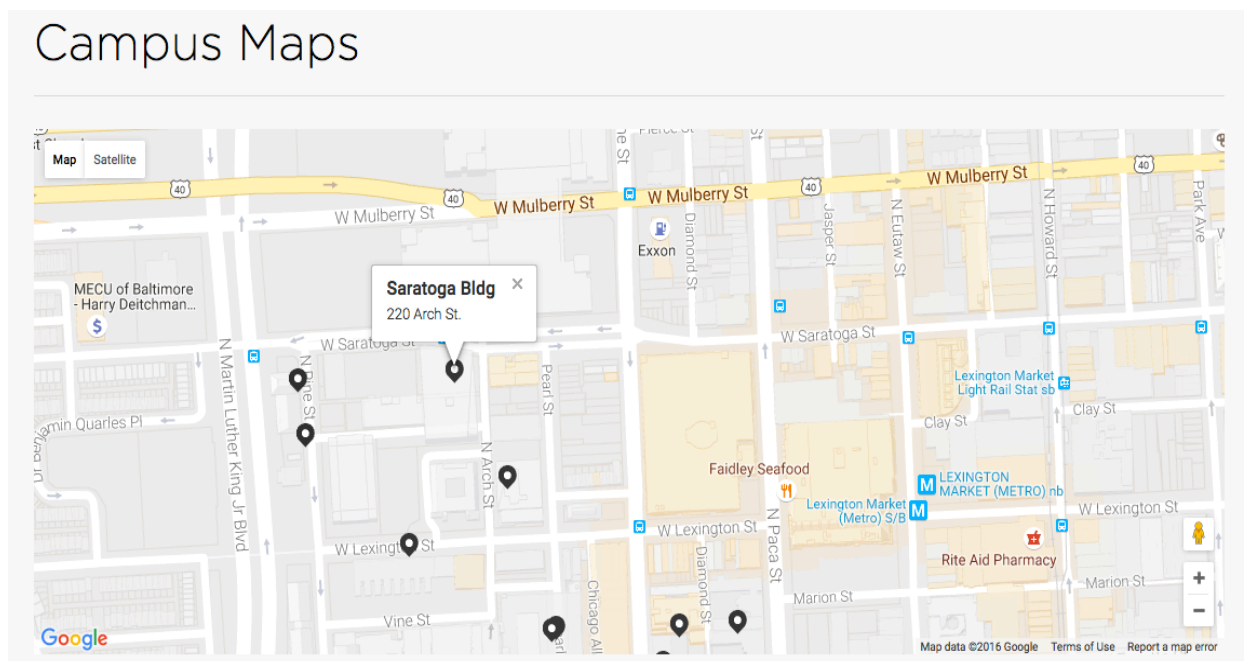 Campus Maps
Map
Satellite
40
40
40
40
W Mulberry St
W Mulberry St
W Mulberry St
W Mulberry St
Exxon
Diamond St
Jasper St
N Eutaw St
N Howard St
Park Ave
MECU of Baltimore
- Harry Deitchman...
$
Saratoga Bldg ×
220 Arch St.
W Saratoga St
W Saratoga St
N Martin Luther King Jr Blvd
N Pine St
Pearl St
N Arch St
Lexington Market
Light Rail Stat sb
Clay St
Clay St
Faidley Seafood
M LEXINGTON
MARKET (METRO) nb
Lexington Market
(Metro) S/B M
W Lexington St
W Lexington St
W Lexington St
N Paca St
Diamond St
Rite Aid Pharmacy
Marion St
Marion St
Vine St
+
−
Google
Map data ©2016 Google
Terms of Use
Report a map error